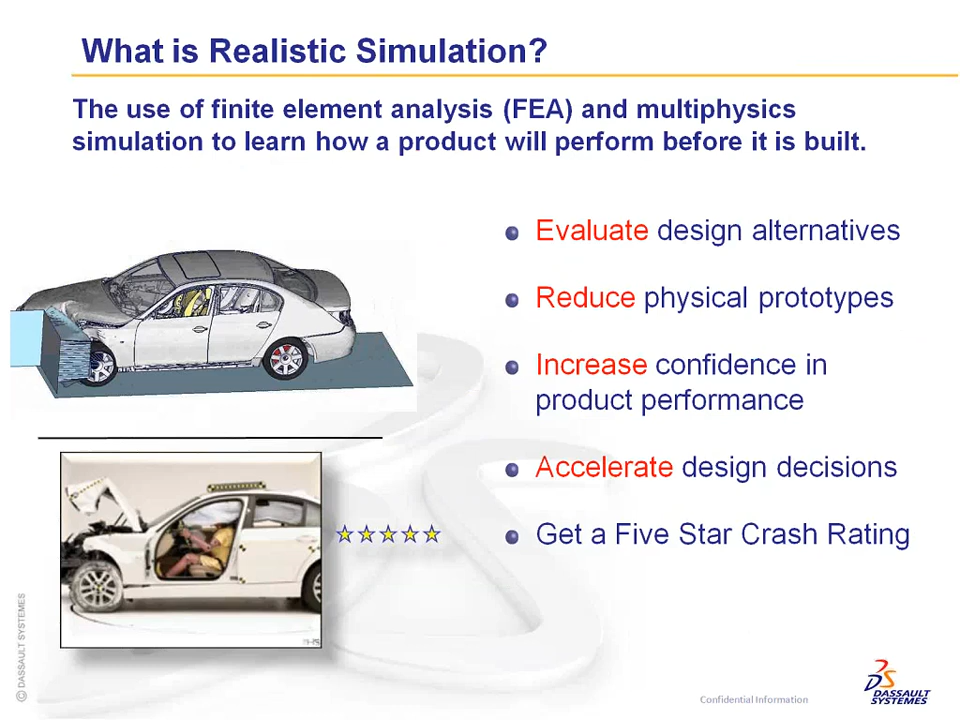 What is Realistic Simulation?
The use of finite element analysis (FEA) and multiphysics
simulation to learn how a product will perform before it is built.
Evaluate design alternatives
Reduce physical prototypes
Increase confidence in
product performance
Accelerate design decisions
Get a Five Star Crash Rating
© DASSAULT SYSTEMES
Confidential Information
DASSAULT
SYSTEMES